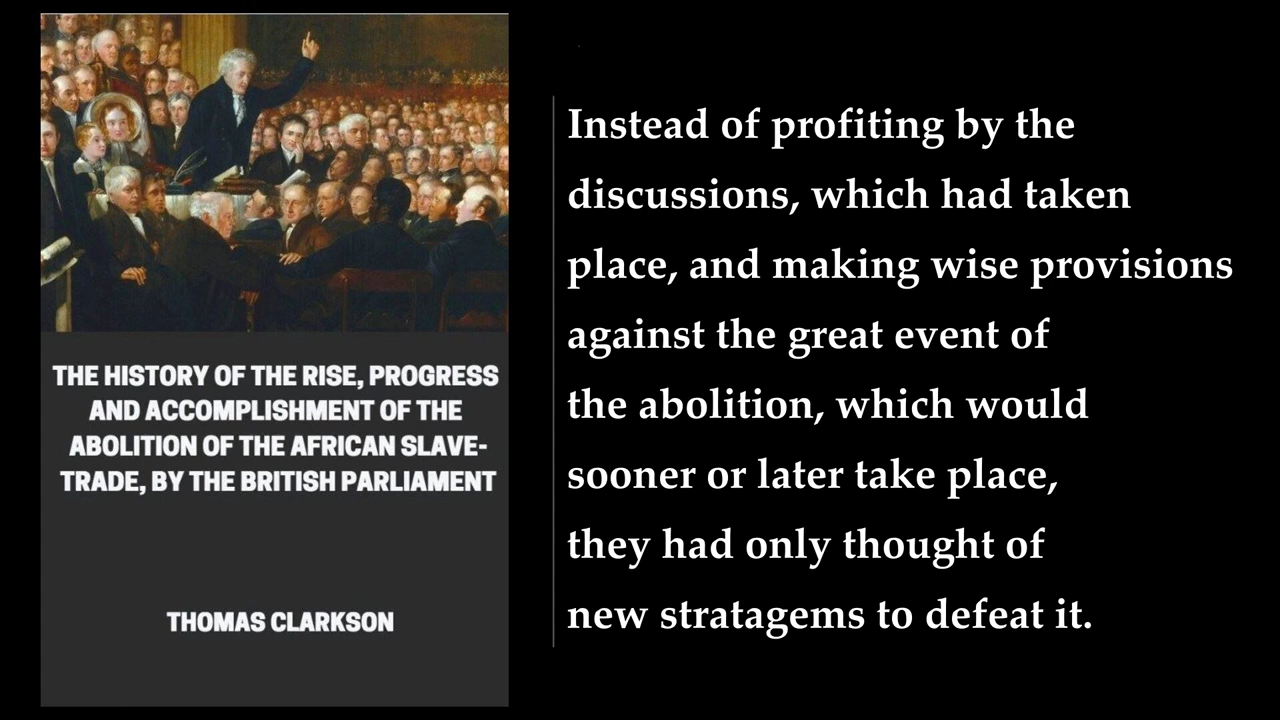 THE HISTORY OF THE RISE, PROGRESS
AND ACCOMPLISHMENT OF THE
ABOLITION OF THE AFRICAN SLAVE-
TRADE, BY THE BRITISH PARLIAMENT
THOMAS CLARKSON
Instead of profiting by the
discussions, which had taken
place, and making wise provisions
against the great event of
the abolition, which would
sooner or later take place,
they had only thought of
new stratagems to defeat it.